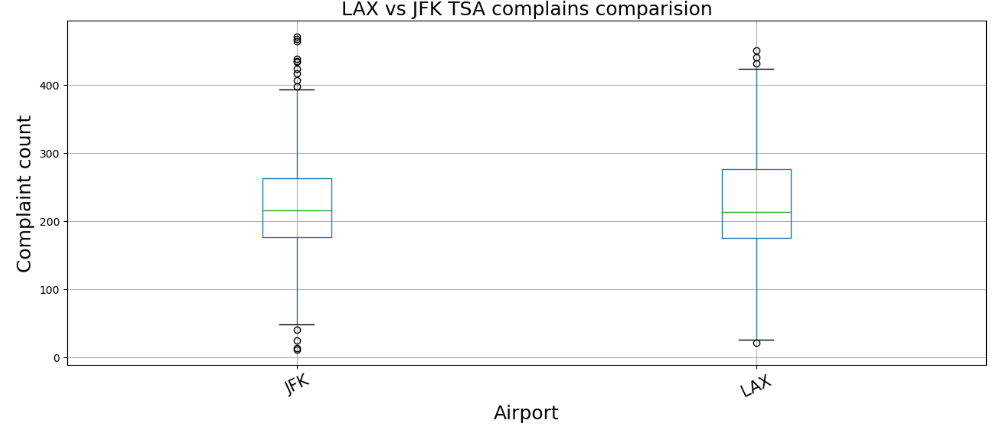 LAX vs JFK TSA complains comparision
Complaint count
400
300
200
100
0
JFK
LAX
Airport